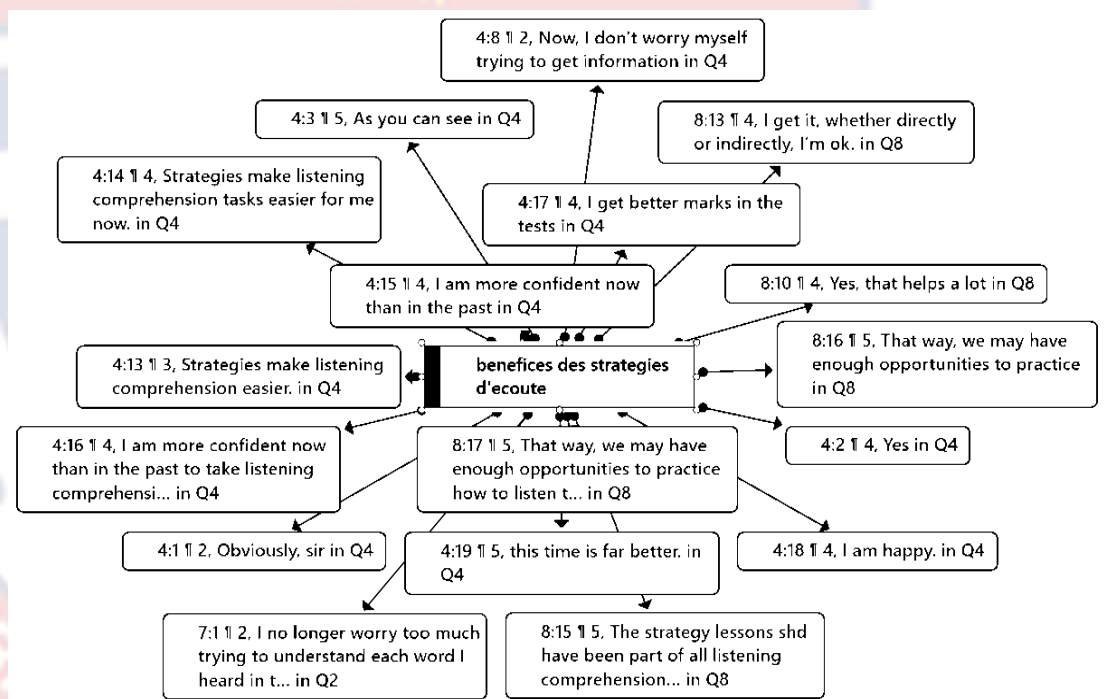 4:8 ¶ 2, Now, I don't worry myself
trying to get information in Q4
4:3 ¶ 5, As you can see in Q4
8:13 ¶ 4, I get it, whether directly
or indirectly, I'm ok. in Q8
4:14 ¶ 4, Strategies make listening
comprehension tasks easier for me
now. in Q4
4:17 ¶ 4, I get better marks in the
tests in Q4
4:15 ¶ 4, I am more confident now
than in the past in Q4
8:10 ¶ 4, Yes, that helps a lot in Q8
8:16 ¶ 5, That way, we may have
enough opportunities to practice
in Q8
4:13 ¶ 3, Strategies make listening
comprehension easier. in Q4
benefices des strategies
d'ecoute
4:16 ¶ 4, I am more confident now
than in the past to take listening
comprehensi... in Q4
8:17 ¶ 5, That way, we may have
enough opportunities to practice
how to listen t... in Q8
4:2 ¶ 4, Yes in Q4
4:1 ¶ 2, Obviously, sir in Q4
4:19 ¶ 5, this time is far better. in
Q4
4:18 ¶ 4, I am happy. in Q4
7:1 ¶ 2, I no longer worry too much
trying to understand each word I
heard in t... in Q2
8:15 ¶ 5, The strategy lessons shd
have been part of all listening
comprehension... in Q8